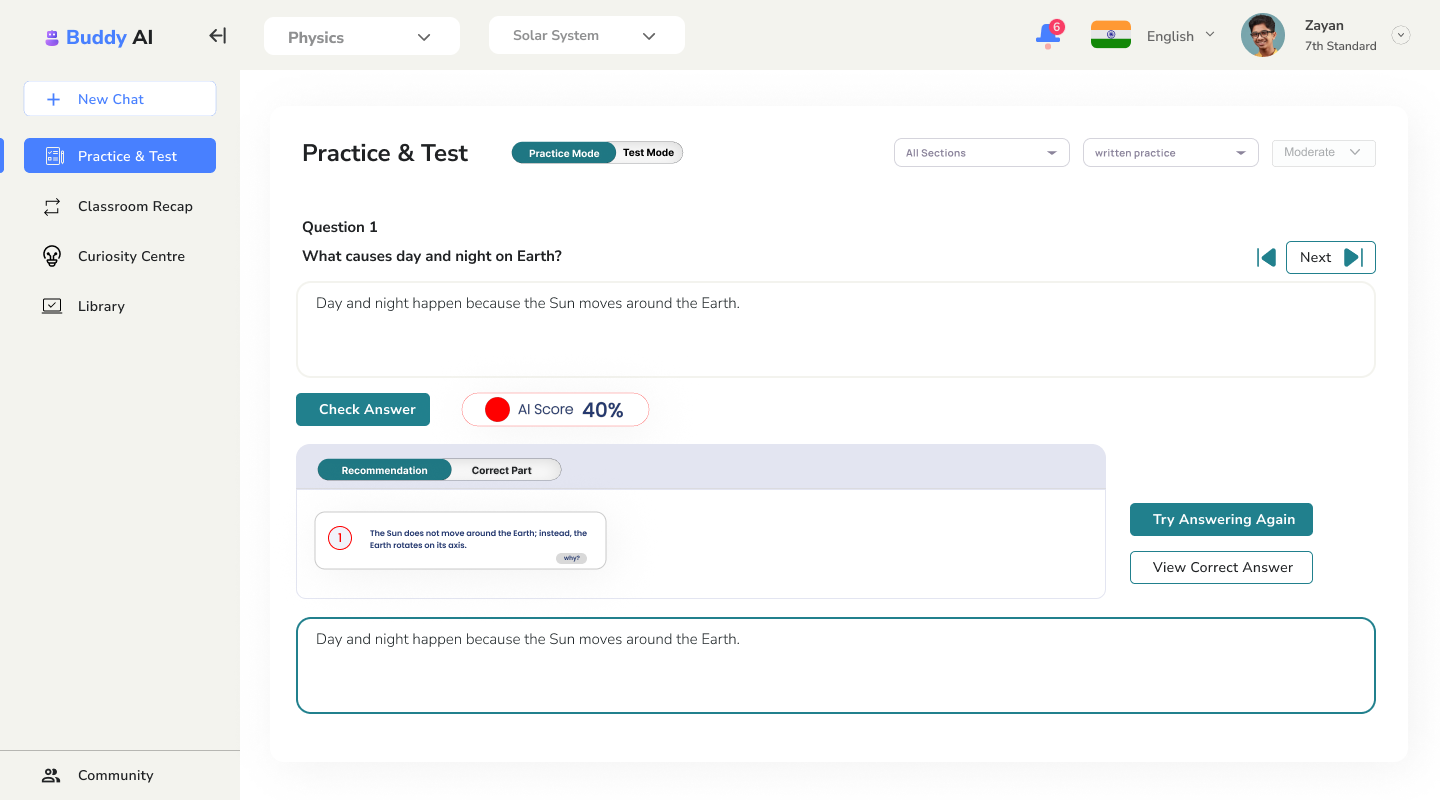 Buddy AI
Physics
Solar System
6
English
Zayan
7th Standard
New Chat
Practice & Test
Classroom Recap
Curiosity Centre
Library
Community
Practice & Test
Practice Mode
Test Mode
All Sections
written practice
Moderate
Question 1
What causes day and night on Earth?
Next
Day and night happen because the Sun moves around the Earth.
Check Answer
AI Score 40%
Recommendation
Correct Part
1
The Sun does not move around the Earth; instead, the
Earth rotates on its axis.
why?
Try Answering Again
View Correct Answer
Day and night happen because the Sun moves around the Earth.